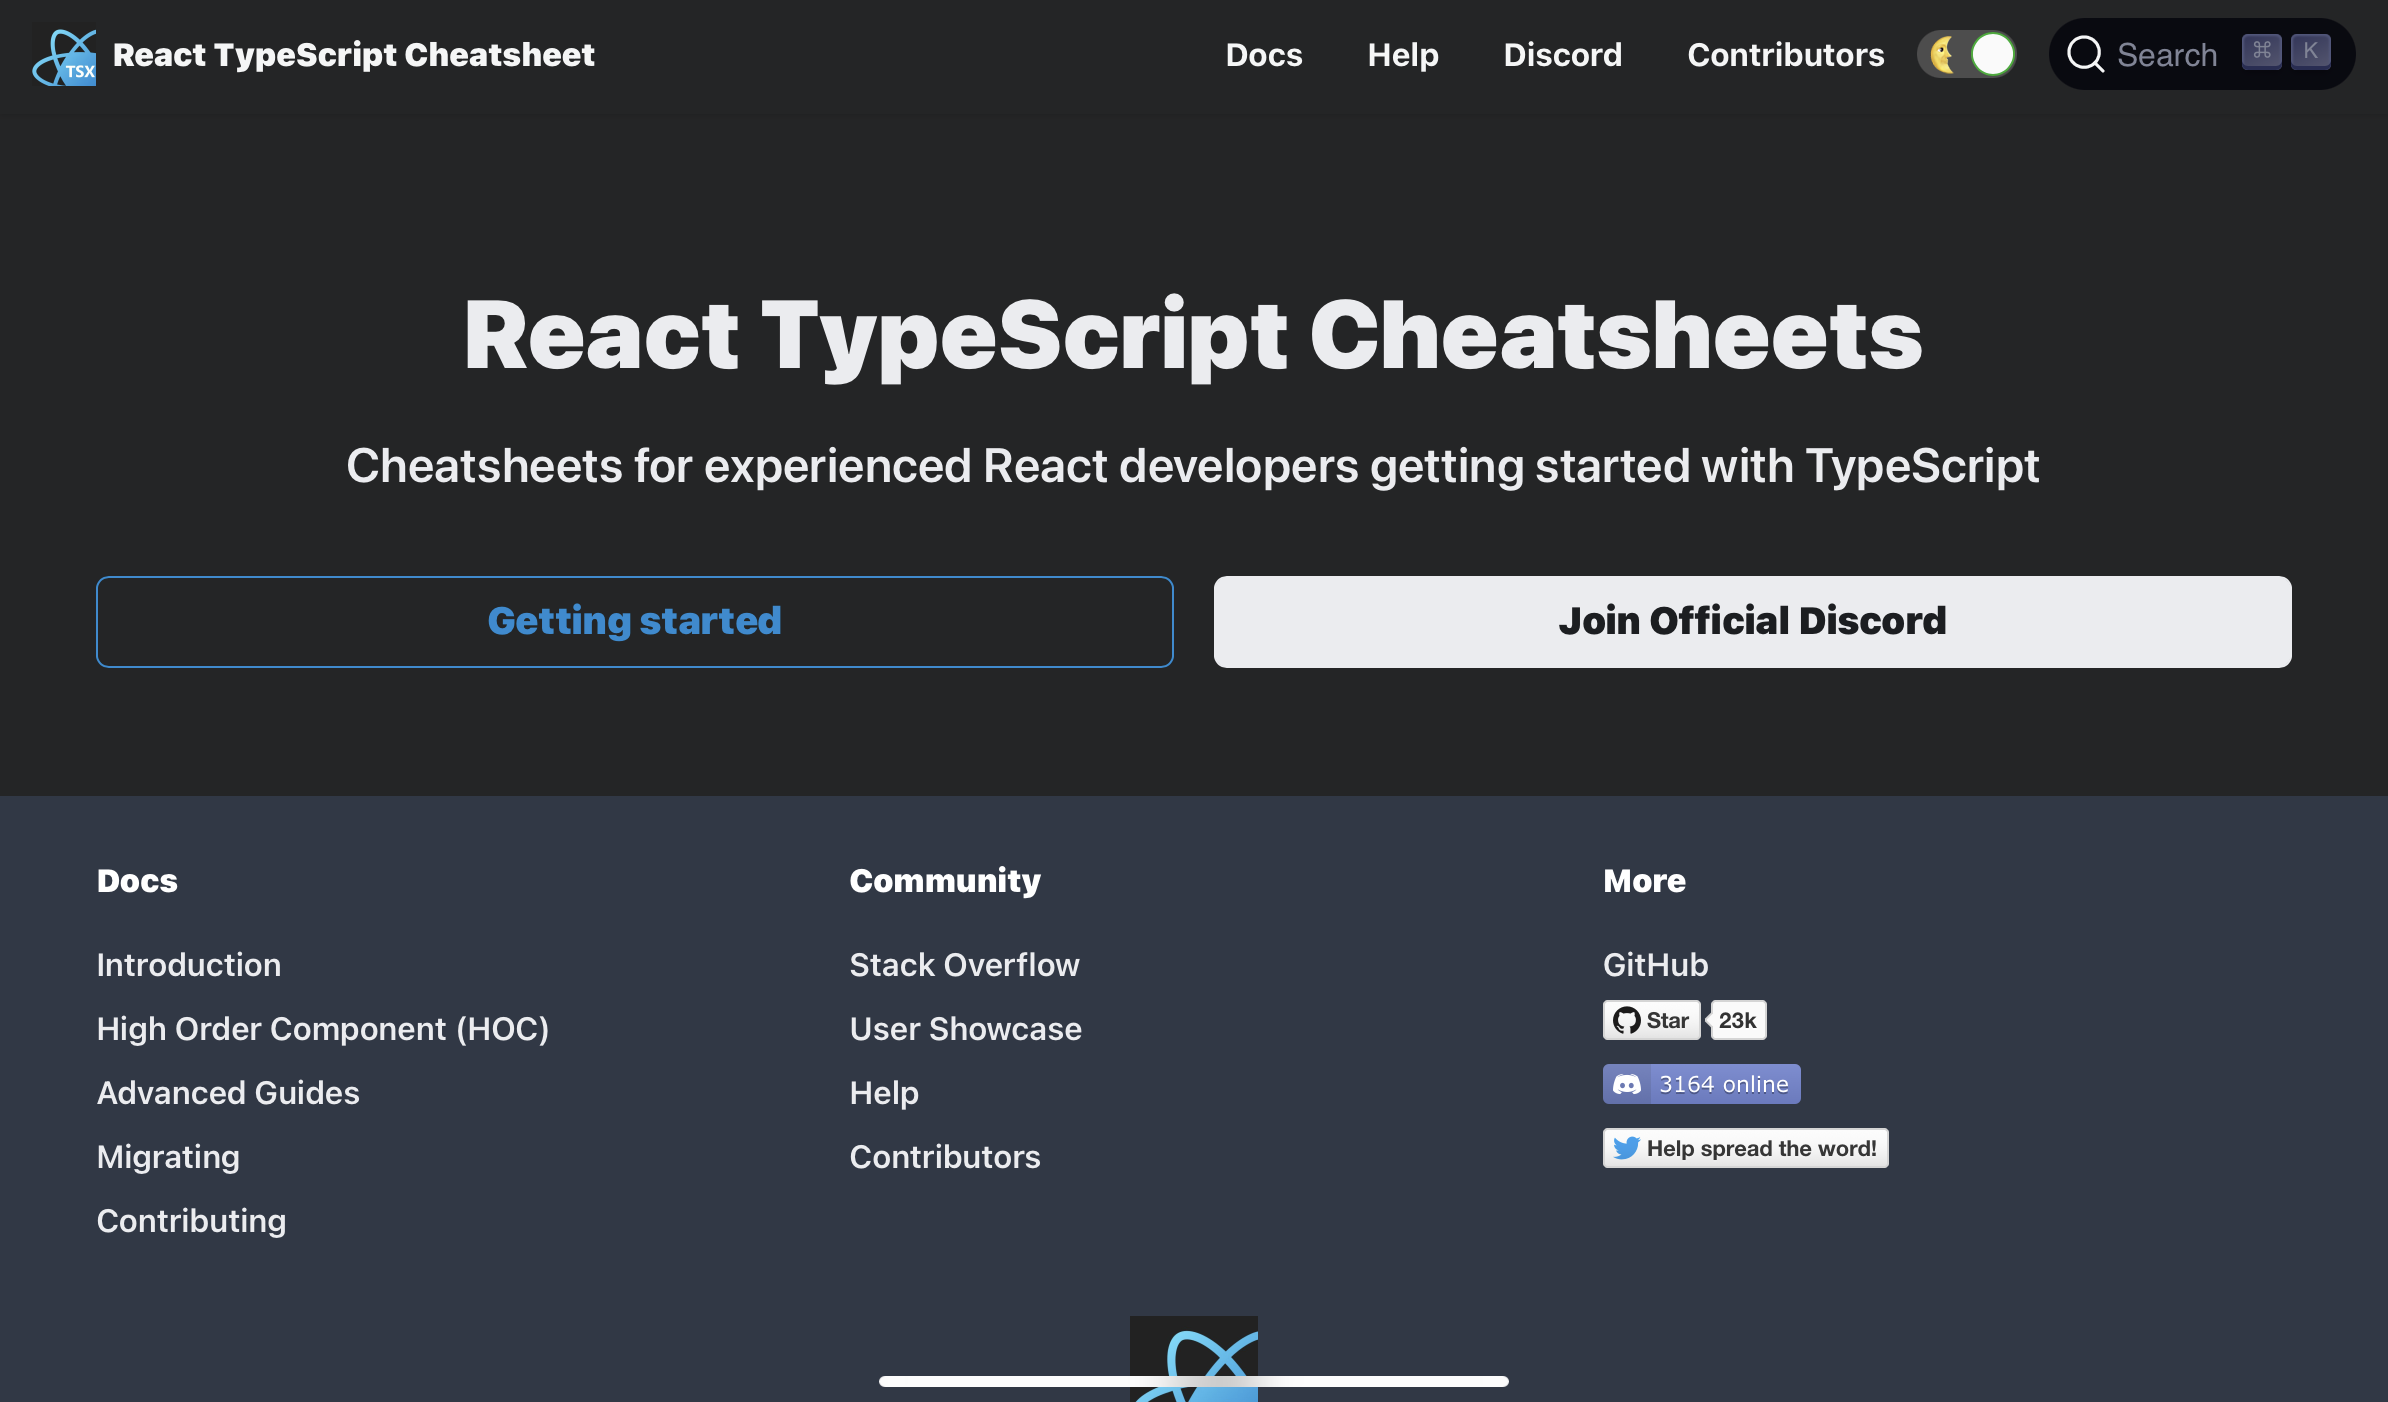 TSX
React TypeScript Cheatsheet
Docs
Help
Discord
Contributors
Search
⌘ K
React TypeScript Cheatsheets
Cheatsheets for experienced React developers getting started with TypeScript
Getting started
Join Official Discord
Docs
Introduction
High Order Component (HOC)
Advanced Guides
Migrating
Contributing
Community
Stack Overflow
User Showcase
Help
Contributors
More
GitHub
Star 23k
3164 online
Help spread the word!